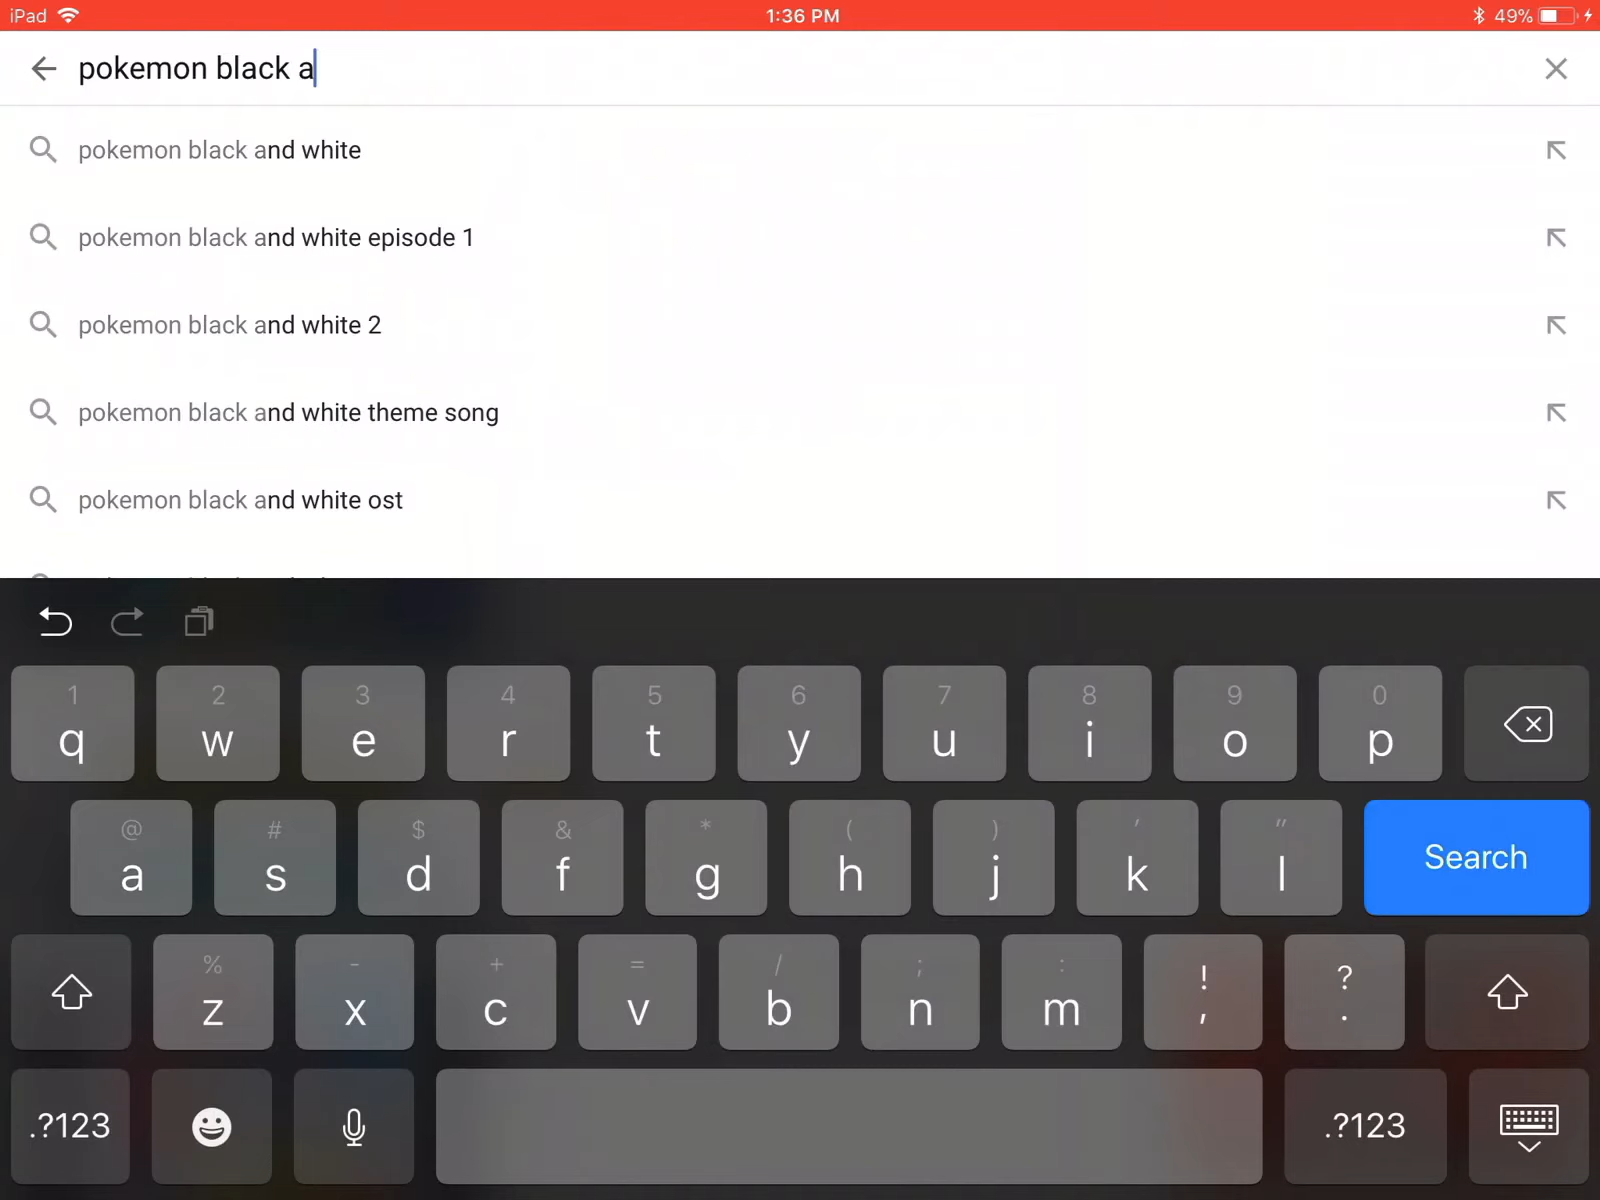 iPad 1:36 PM 49%
pokemon black a
pokemon black and white
pokemon black and white episode 1
pokemon black and white 2
pokemon black and white theme song
pokemon black and white ost
1 2 3 4 5 6 7 8 9 0
q w e r t y u i o p
@ # $ & * ( ) ' "
a s d f g h j k l Search
% - + = / ; : ! ?
z x c v b n m , .
.?123 .?123